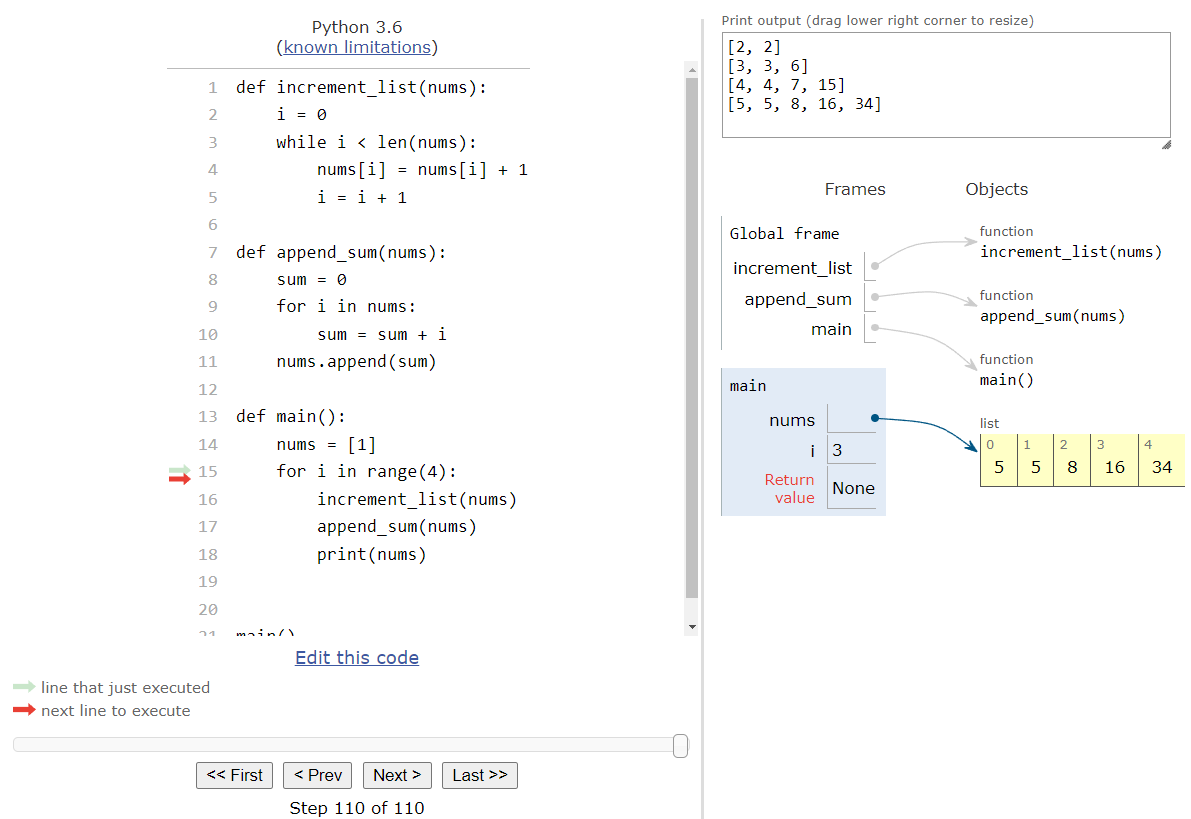 Python 3.6
(known limitations)
1 def increment_list(nums):
2     i = 0
3     while i < len(nums):
4         nums[i] = nums[i] + 1
5         i = i + 1
6
7 def append_sum(nums):
8     sum = 0
9     for i in nums:
10         sum = sum + i
11     nums.append(sum)
12
13 def main():
14     nums = [1]
15     for i in range(4):
16         increment_list(nums)
17         append_sum(nums)
18         print(nums)
19
20
21 main()
Edit this code
line that just executed
next line to execute
<< First < Prev Next > Last >>
Step 110 of 110
Print output (drag lower right corner to resize)
[2, 2]
[3, 3, 6]
[4, 4, 7, 15]
[5, 5, 8, 16, 34]
Frames Objects
Global frame
increment_list
append_sum
main
function
increment_list(nums)
function
append_sum(nums)
function
main()
main
nums
i 3
Return
value None
list
0 1 2 3 4
5 5 8 16 34